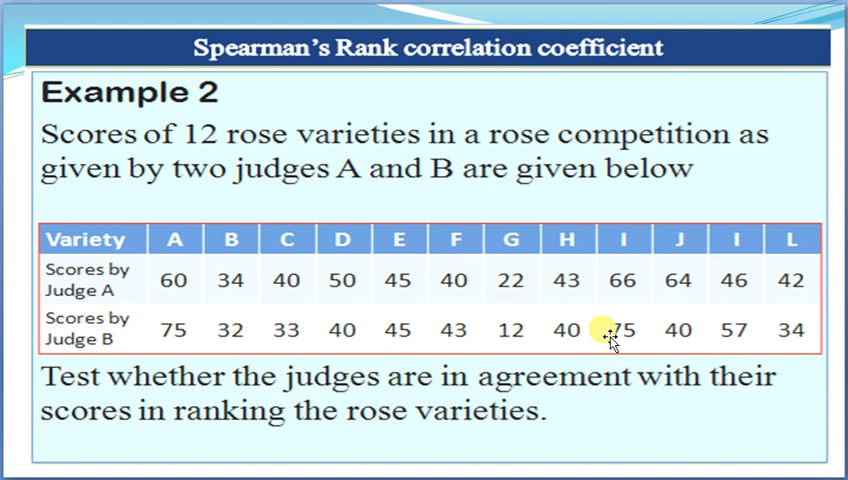 Spearman's Rank correlation coefficient
Example 2
Scores of 12 rose varieties in a rose competition as
given by two judges A and B are given below
Variety A B C D E F G H I J I L
Scores by
Judge A 60 34 40 50 45 40 22 43 66 64 46 42
Scores by
Judge B 75 32 33 40 45 43 12 40 75 40 57 34
Test whether the judges are in agreement with their
scores in ranking the rose varieties.